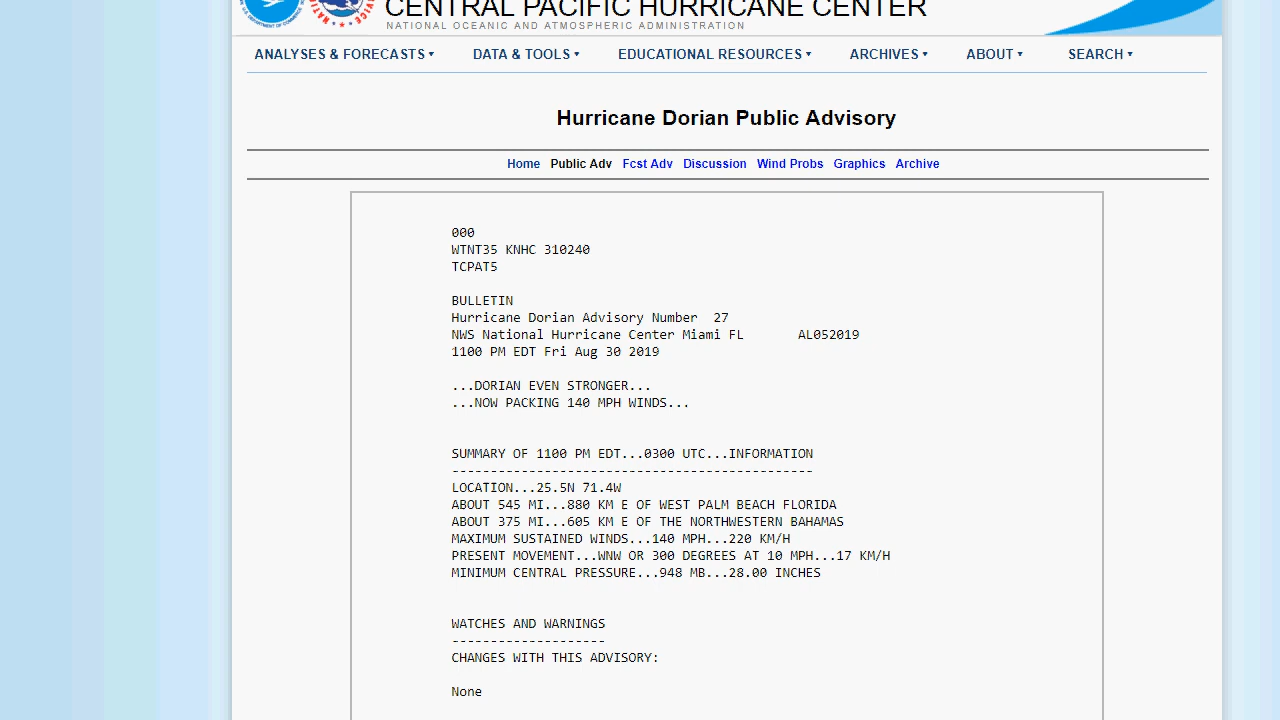 CENTRAL PACIFIC HURRICANE CENTER
NATIONAL OCEANIC AND ATMOSPHERIC ADMINISTRATION
ANALYSES & FORECASTS▾ DATA & TOOLS▾ EDUCATIONAL RESOURCES▾ ARCHIVES▾ ABOUT▾ SEARCH▾
Hurricane Dorian Public Advisory
Home Public Adv Fcst Adv Discussion Wind Probs Graphics Archive
000
WTNT35 KNHC 310240
TCPAT5
BULLETIN
Hurricane Dorian Advisory Number 27
NWS National Hurricane Center Miami FL AL052019
1100 PM EDT Fri Aug 30 2019
...DORIAN EVEN STRONGER...
...NOW PACKING 140 MPH WINDS...
SUMMARY OF 1100 PM EDT...0300 UTC...INFORMATION
-----------------------------------------------
LOCATION...25.5N 71.4W
ABOUT 545 MI...880 KM E OF WEST PALM BEACH FLORIDA
ABOUT 375 MI...605 KM E OF THE NORTHWESTERN BAHAMAS
MAXIMUM SUSTAINED WINDS...140 MPH...220 KM/H
PRESENT MOVEMENT...WNW OR 300 DEGREES AT 10 MPH...17 KM/H
MINIMUM CENTRAL PRESSURE...948 MB...28.00 INCHES
WATCHES AND WARNINGS
--------------------
CHANGES WITH THIS ADVISORY:
None